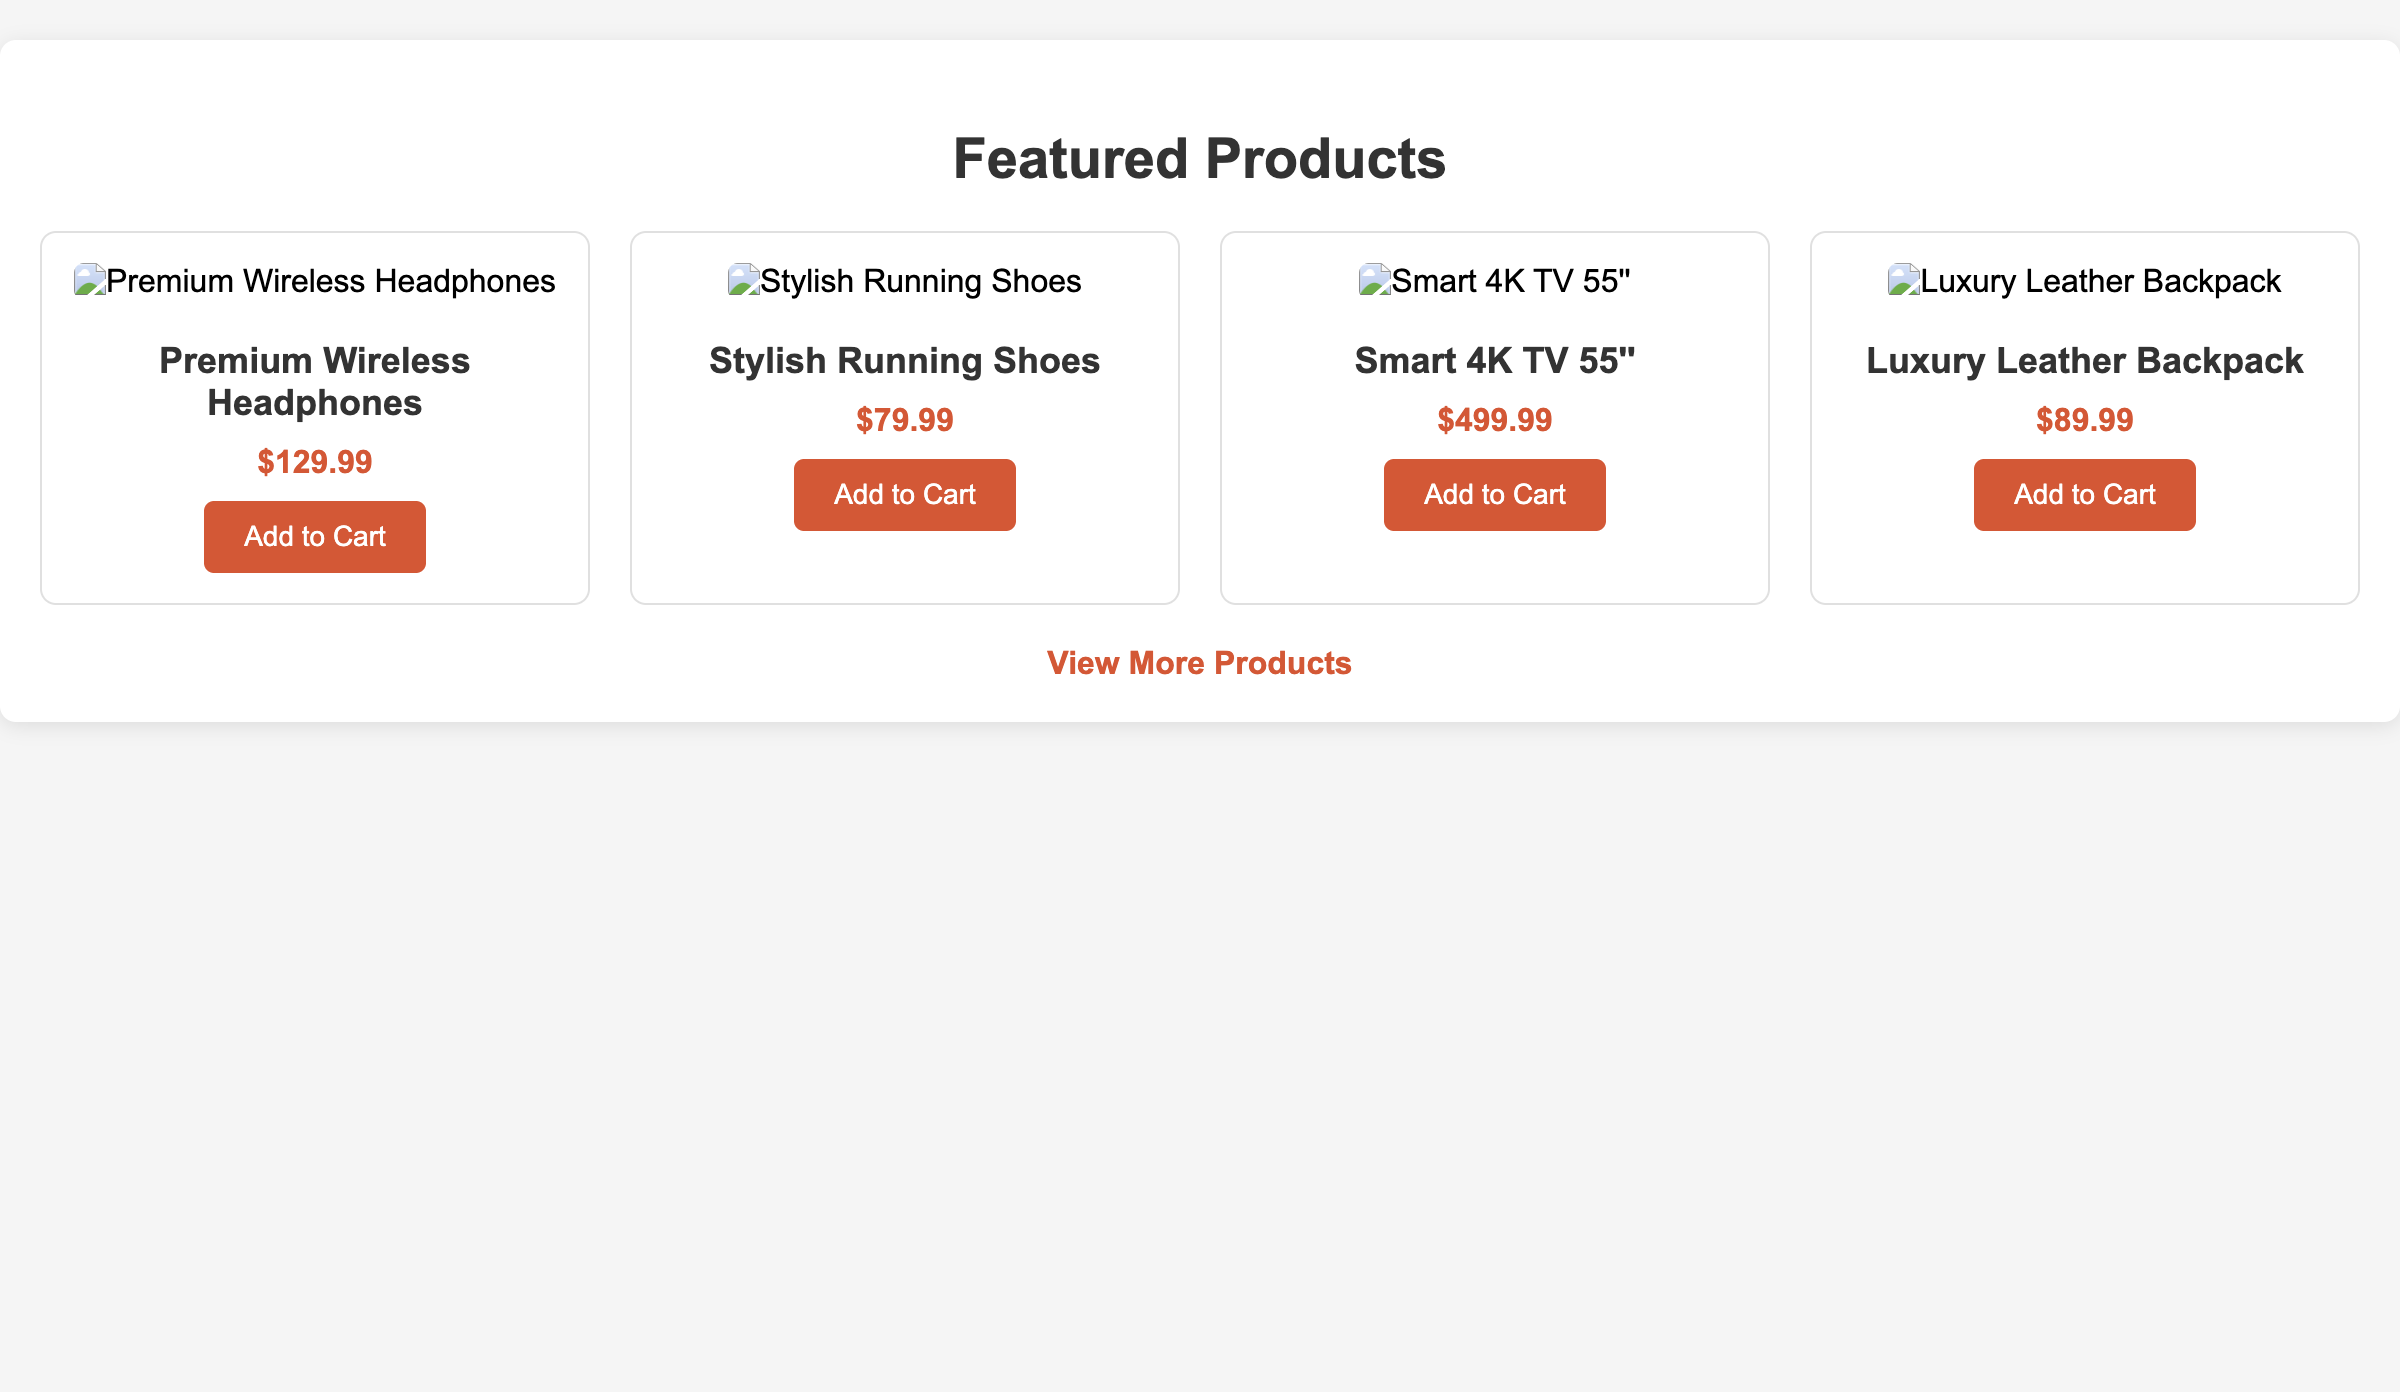 Featured Products
Premium Wireless Headphones
Premium Wireless
Headphones
$129.99
Add to Cart
Stylish Running Shoes
Stylish Running Shoes
$79.99
Add to Cart
Smart 4K TV 55"
Smart 4K TV 55"
$499.99
Add to Cart
Luxury Leather Backpack
Luxury Leather Backpack
$89.99
Add to Cart
View More Products